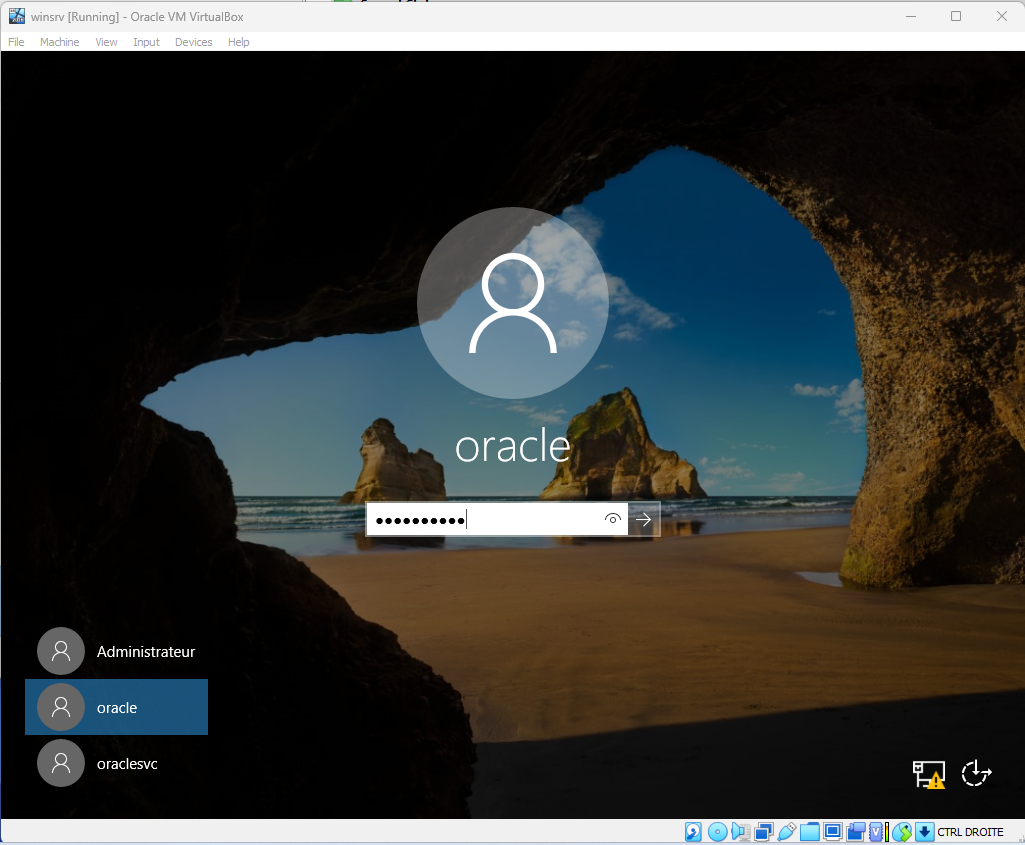 winsrv [Running] - Oracle VM VirtualBox
File Machine View Input Devices Help
oracle
●●●●●●●●●●
Administrateur
oracle
oraclesvc
CTRL DROITE